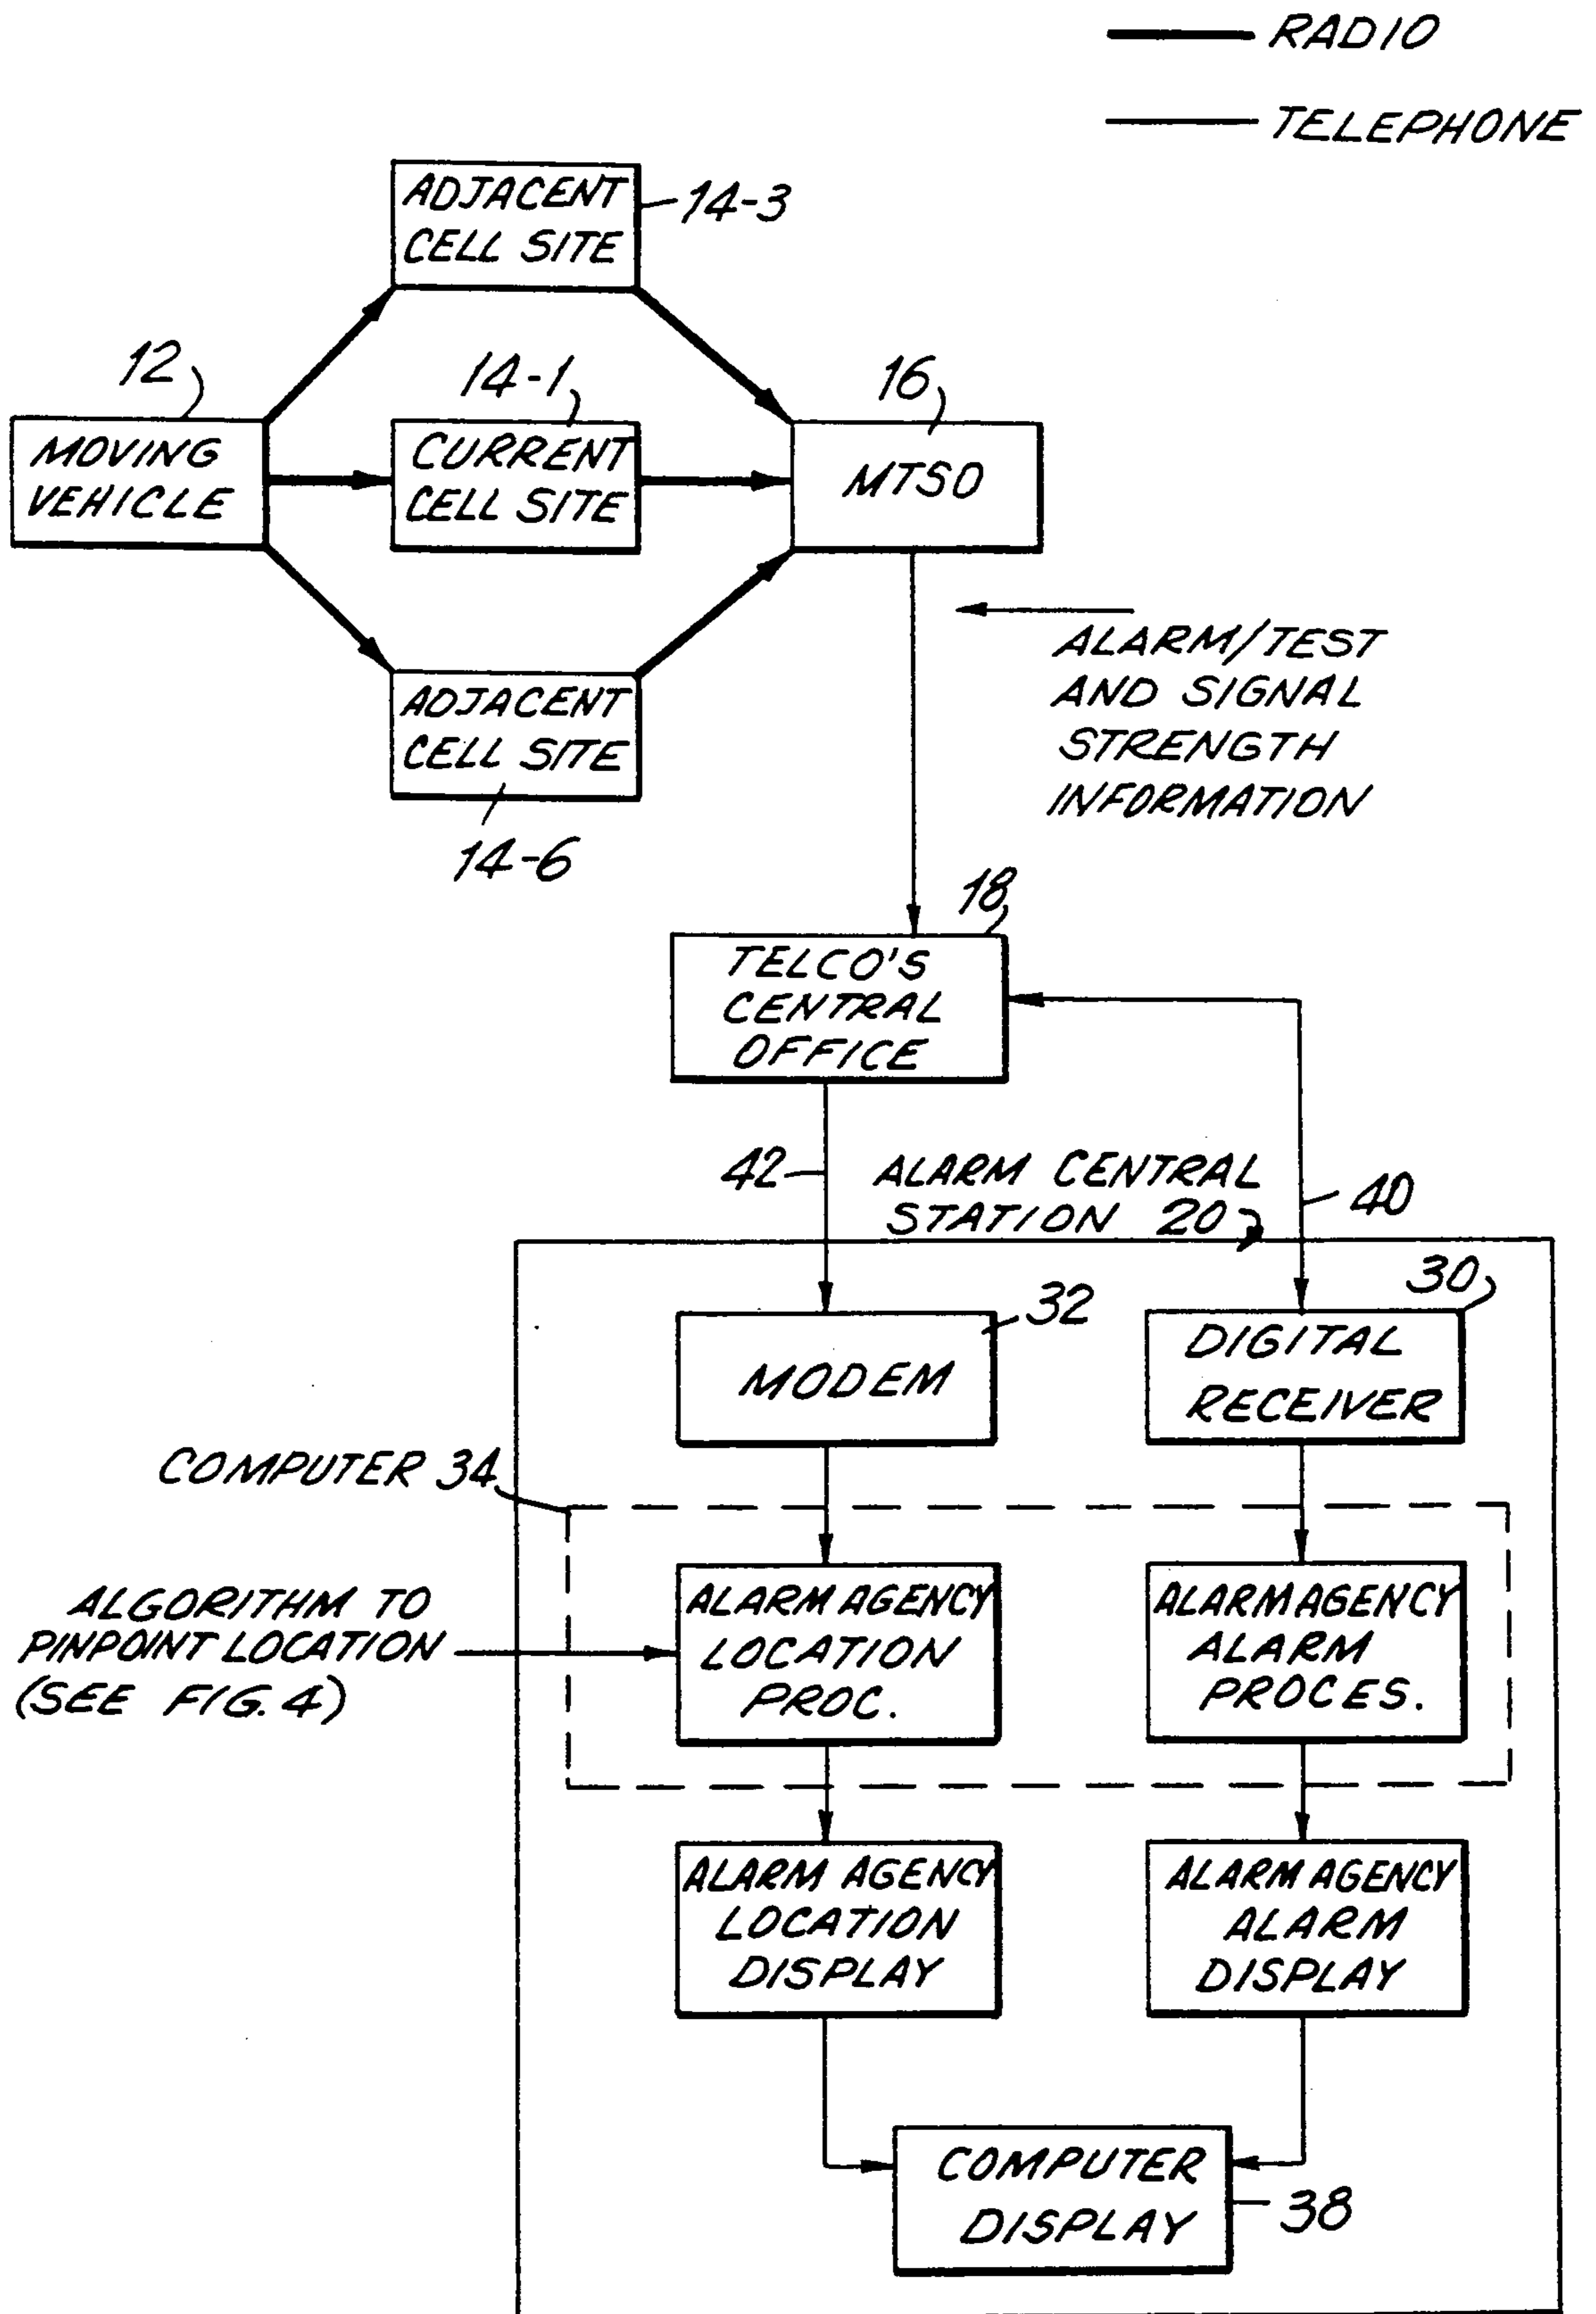 RADIO
TELEPHONE
ADJACENT
CELL SITE
14-3
12
14-1
16
MOVING
VEHICLE
CURRENT
CELL SITE
MTSO
ALARM/TEST
AND SIGNAL
STRENGTH
INFORMATION
ADJACENT
CELL SITE
14-6
18
TELCO'S
CENTRAL
OFFICE
42
ALARM CENTRAL
STATION 20
40
30
32
MODEM
DIGITAL
RECEIVER
COMPUTER 34
ALGORITHM TO
PINPOINT LOCATION
(SEE FIG. 4)
ALARM AGENCY
LOCATION
PROC.
ALARM AGENCY
ALARM
PROCES.
ALARM AGENCY
LOCATION
DISPLAY
ALARM AGENCY
ALARM
DISPLAY
COMPUTER
DISPLAY
38